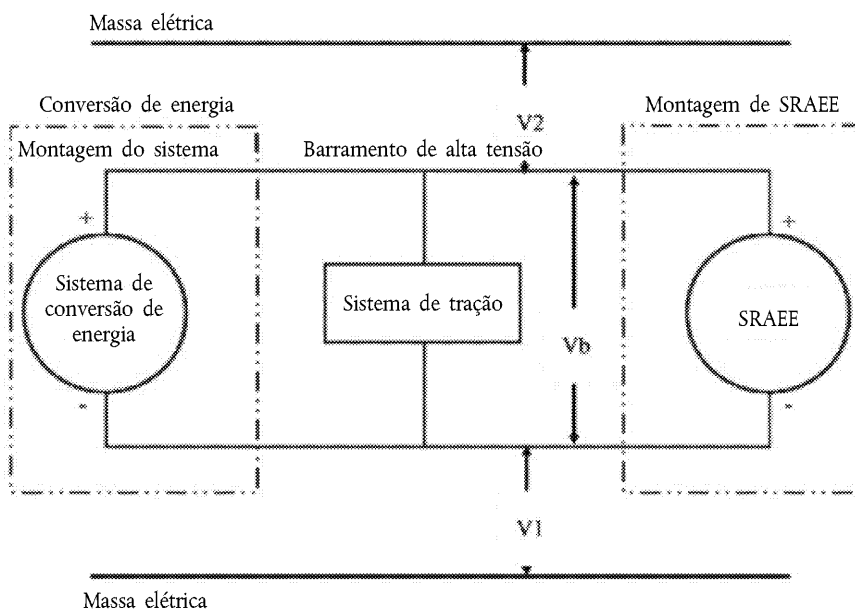 Massa elétrica
Conversão de energia
Montagem de SRAEE
V2
Montagem do sistema
Barramento de alta tensão
+
+
Sistema de
conversão de
energia
Sistema de tração
SRAEE
Vb
-
-
V1
Massa elétrica